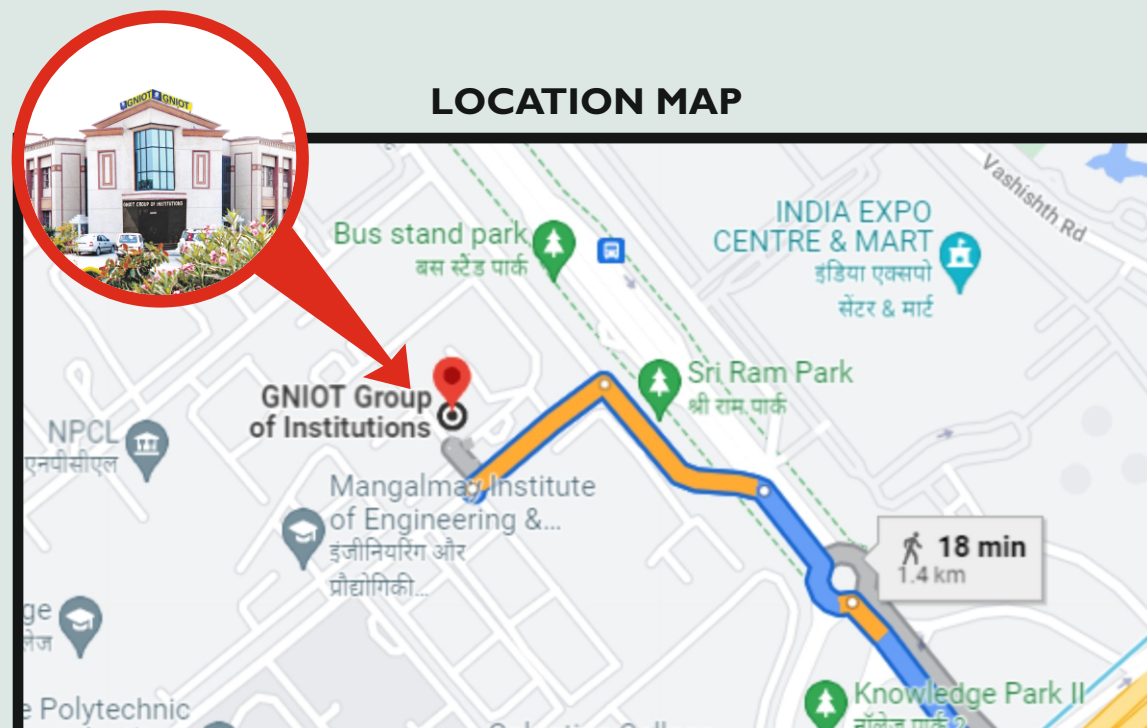 LOCATION MAP
GNIOT GNIOT
GNIOT GROUP OF INSTITUTIONS
Vashishth Rd
INDIA EXPO
CENTRE & MART
इंडिया एक्सपो
सेंटर & मार्ट
Bus stand park
बस स्टैंड पार्क
Sri Ram Park
श्री राम पार्क
GNIOT Group
of Institutions
NPCL
एनपीसीएल
Mangalmay Institute
of Engineering &...
इंजीनियरिंग और
प्रौद्योगिकी...
18 min
1.4 km
ge
लेज
e Polytechnic
Knowledge Park II
नॉलेज पार्क 2